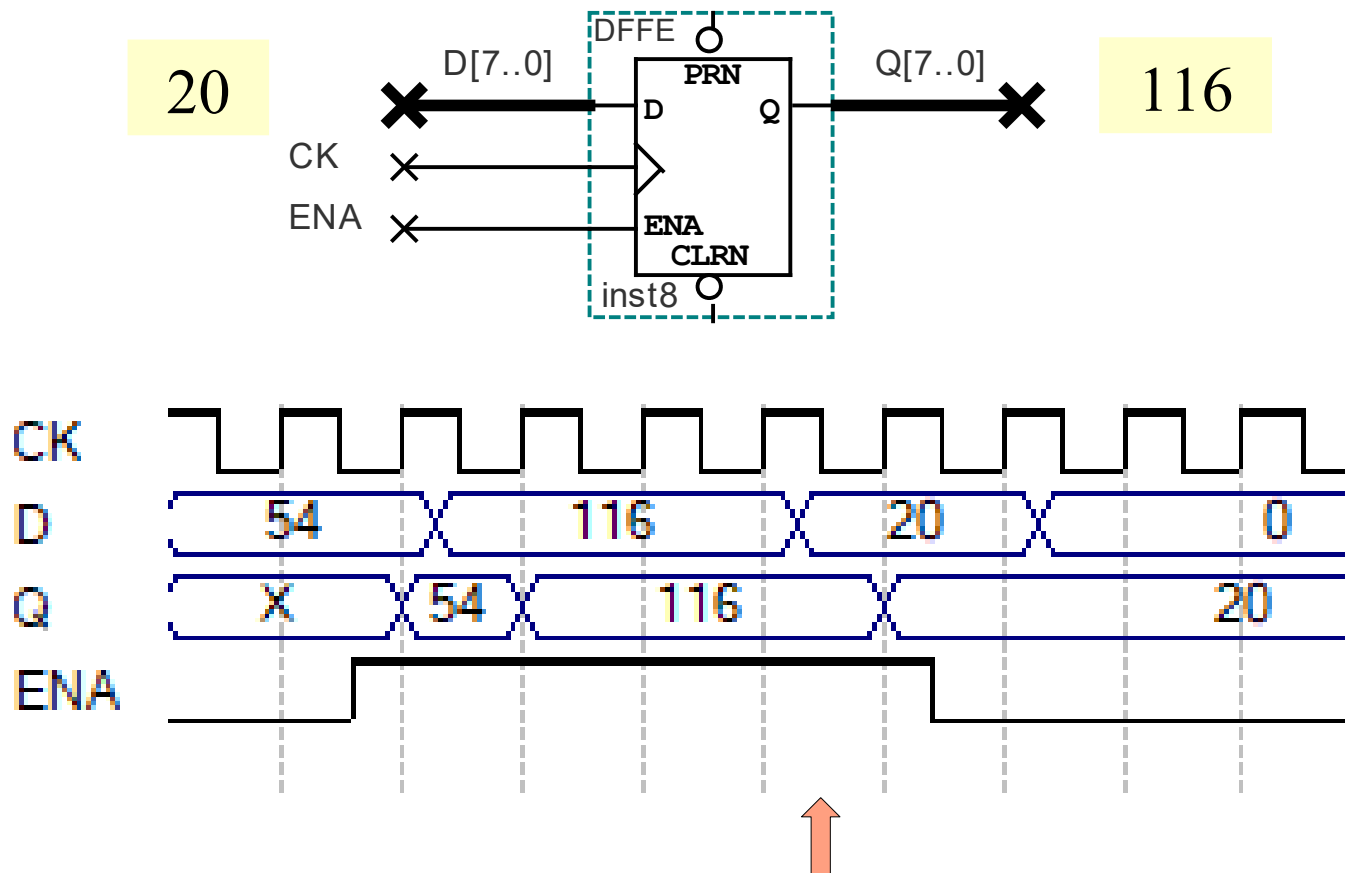 DFFE
20
D[7..0]
PRN
Q[7..0]
116
D
Q
CK
ENA
ENA
CLRN
inst8
CK
D
54
116
20
0
Q
X
54
116
20
ENA